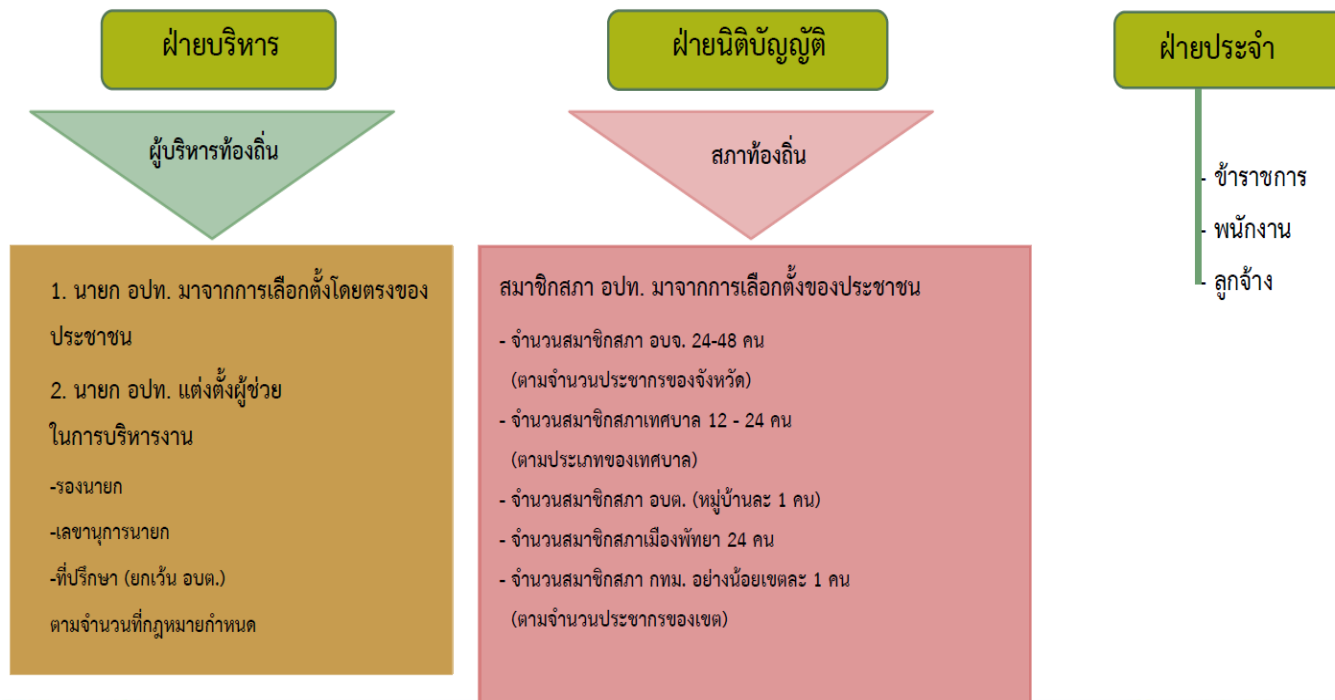 ฝ่ายบริหาร
ผู้บริหารท้องถิ่น
1. นายก อปท. มาจากการเลือกตั้งโดยตรงของ
ประชาชน
2. นายก อปท. แต่งตั้งผู้ช่วย
ในการบริหารงาน
-รองนายก
-เลขานุการนายก
-ที่ปรึกษา (ยกเว้น อบต.)
ตามจำนวนที่กฎหมายกำหนด
ฝ่ายนิติบัญญัติ
สภาท้องถิ่น
สมาชิกสภา อปท. มาจากการเลือกตั้งของประชาชน
- จำนวนสมาชิกสภา อบจ. 24-48 คน
(ตามจำนวนประชากรของจังหวัด)
- จำนวนสมาชิกสภาเทศบาล 12 - 24 คน
(ตามประเภทของเทศบาล)
- จำนวนสมาชิกสภา อบต. (หมู่บ้านละ 1 คน)
- จำนวนสมาชิกสภาเมืองพัทยา 24 คน
- จำนวนสมาชิกสภา กทม. อย่างน้อยเขตละ 1 คน
(ตามจำนวนประชากรของเขต)
ฝ่ายประจำ
- ข้าราชการ
- พนักงาน
- ลูกจ้าง